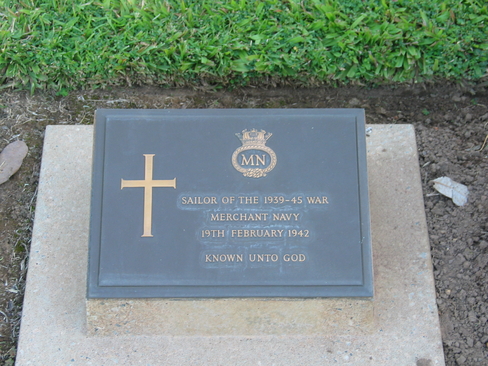 MN
SAILOR OF THE 1939-45 WAR
MERCHANT NAVY
19TH FEBRUARY 1942
KNOWN UNTO GOD